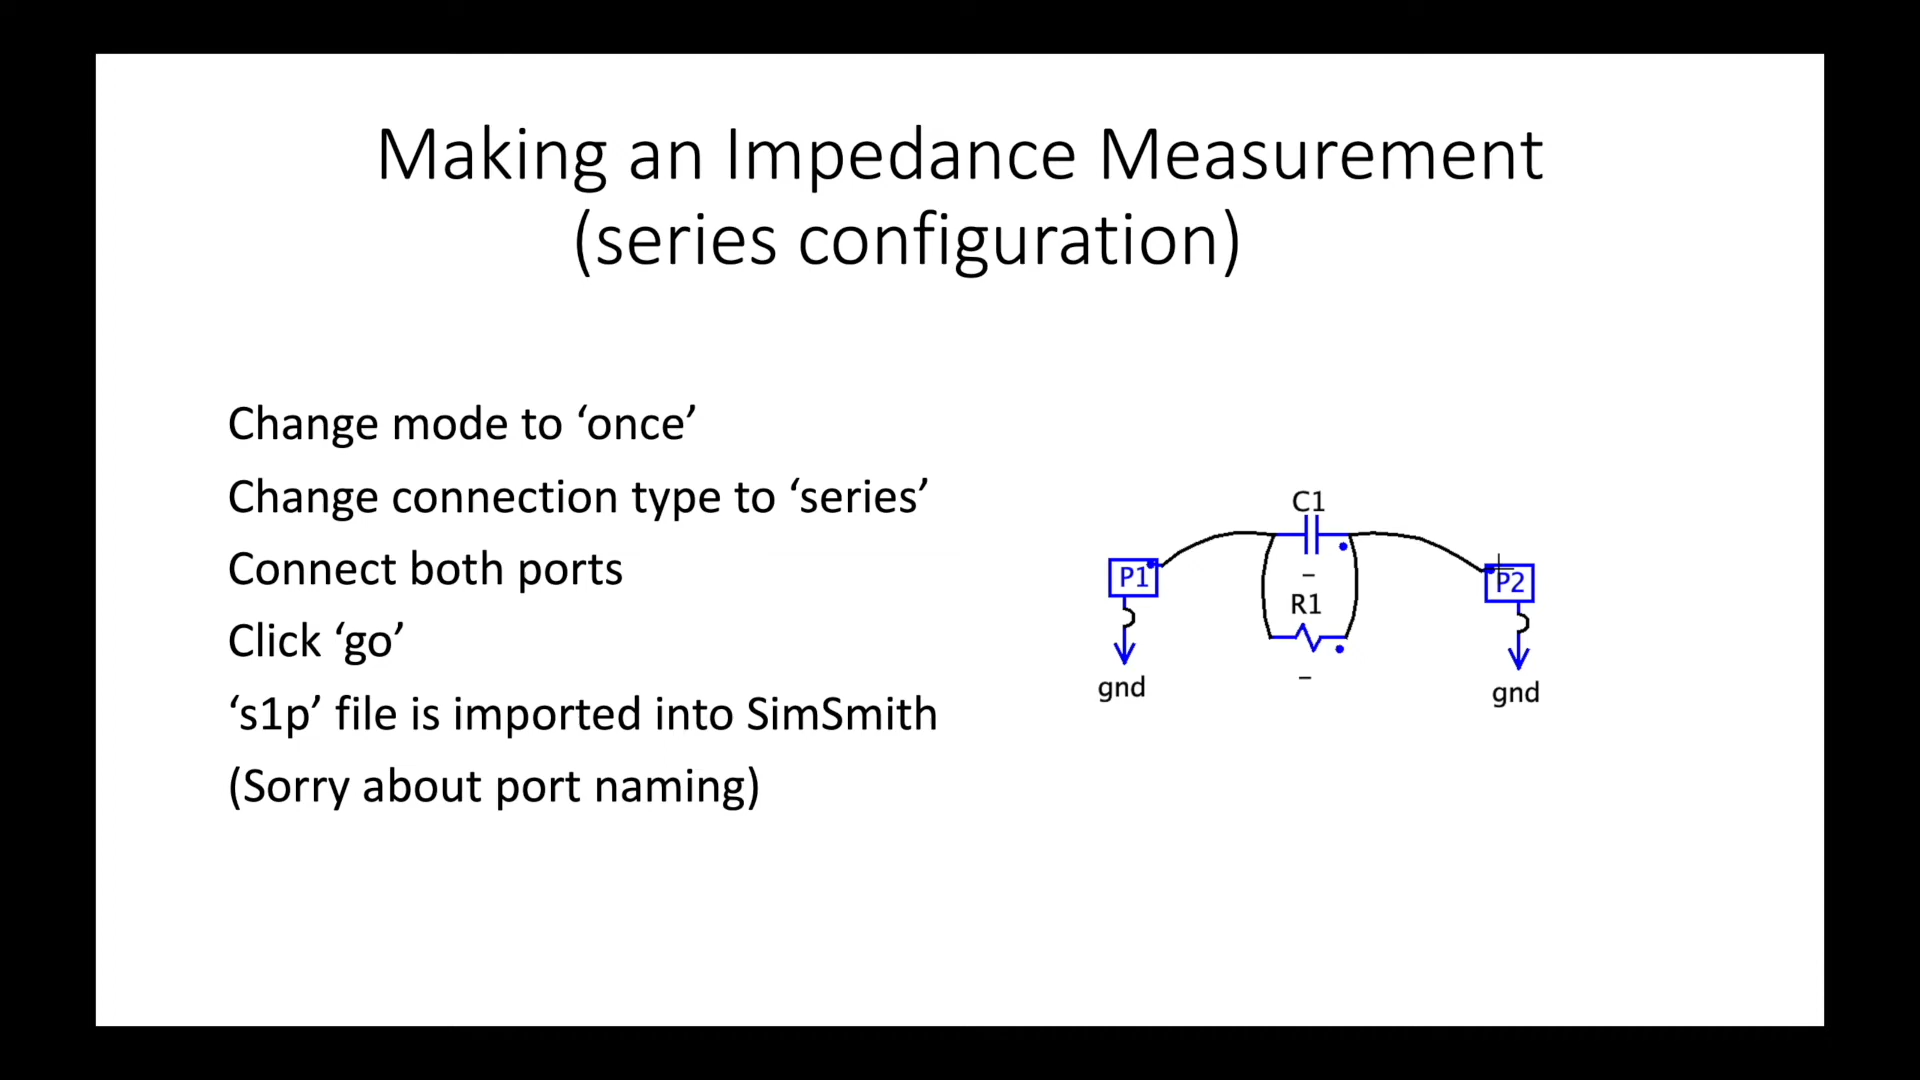 Making an Impedance Measurement
(series configuration)
Change mode to ‘once’
Change connection type to ‘series’
Connect both ports
Click ‘go’
‘s1p’ file is imported into SimSmith
(Sorry about port naming)
C1
P1
–
P2
R1
–
gnd
gnd